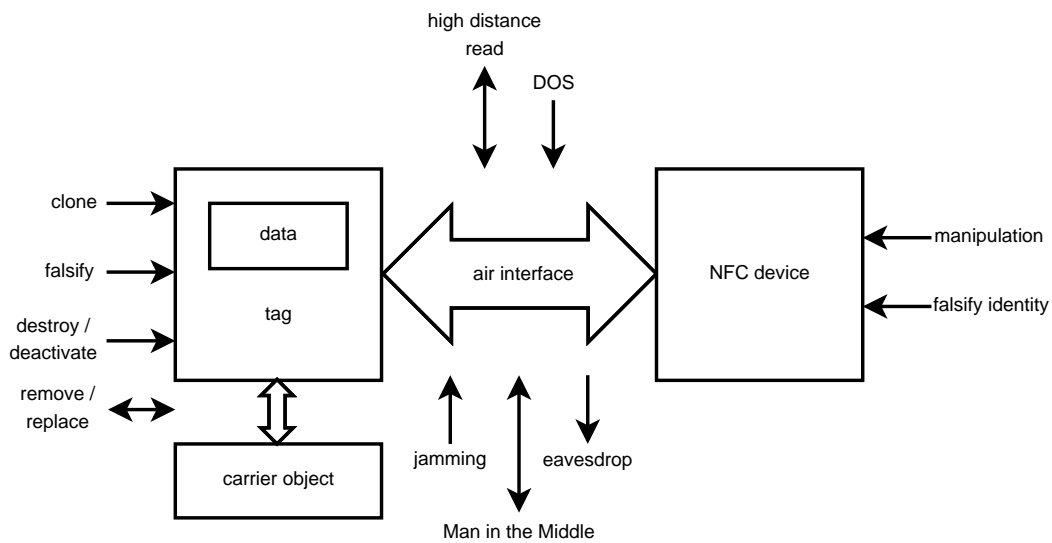 high distance
read
DOS
clone
data
manipulation
falsify
air interface
NFC device
tag
falsify identity
destroy /
deactivate
remove /
replace
jamming
eavesdrop
carrier object
Man in the Middle